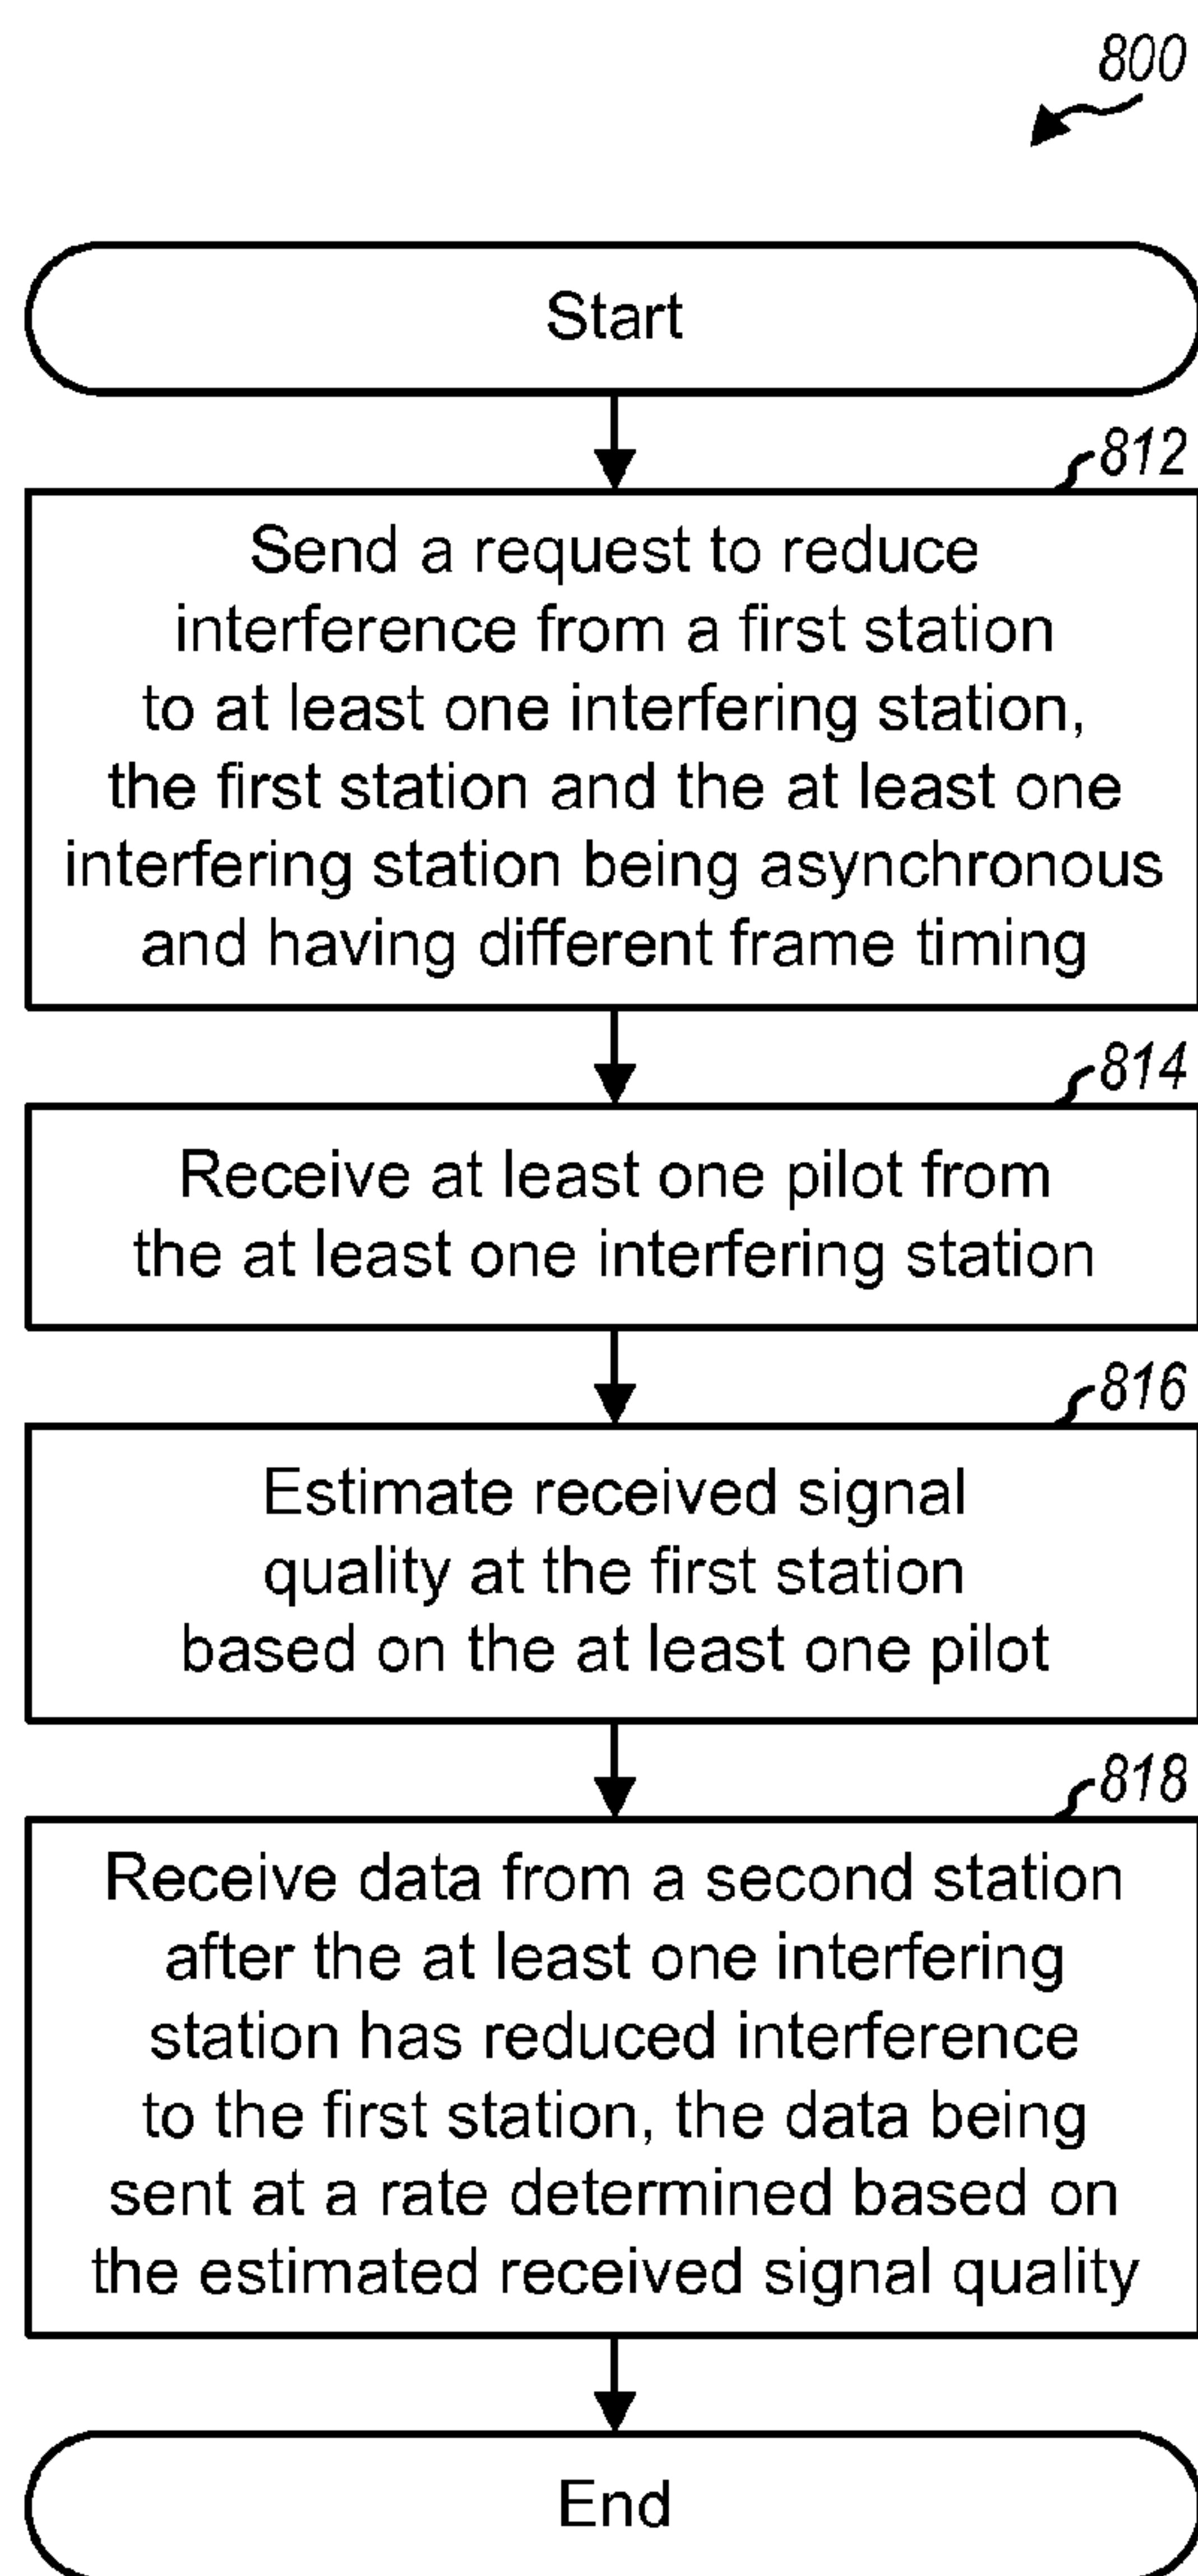 800
Start
812
Send a request to reduce
interference from a first station
to at least one interfering station,
the first station and the at least one
interfering station being asynchronous
and having different frame timing
814
Receive at least one pilot from
the at least one interfering station
816
Estimate received signal
quality at the first station
based on the at least one pilot
818
Receive data from a second station
after the at least one interfering
station has reduced interference
to the first station, the data being
sent at a rate determined based on
the estimated received signal quality
End